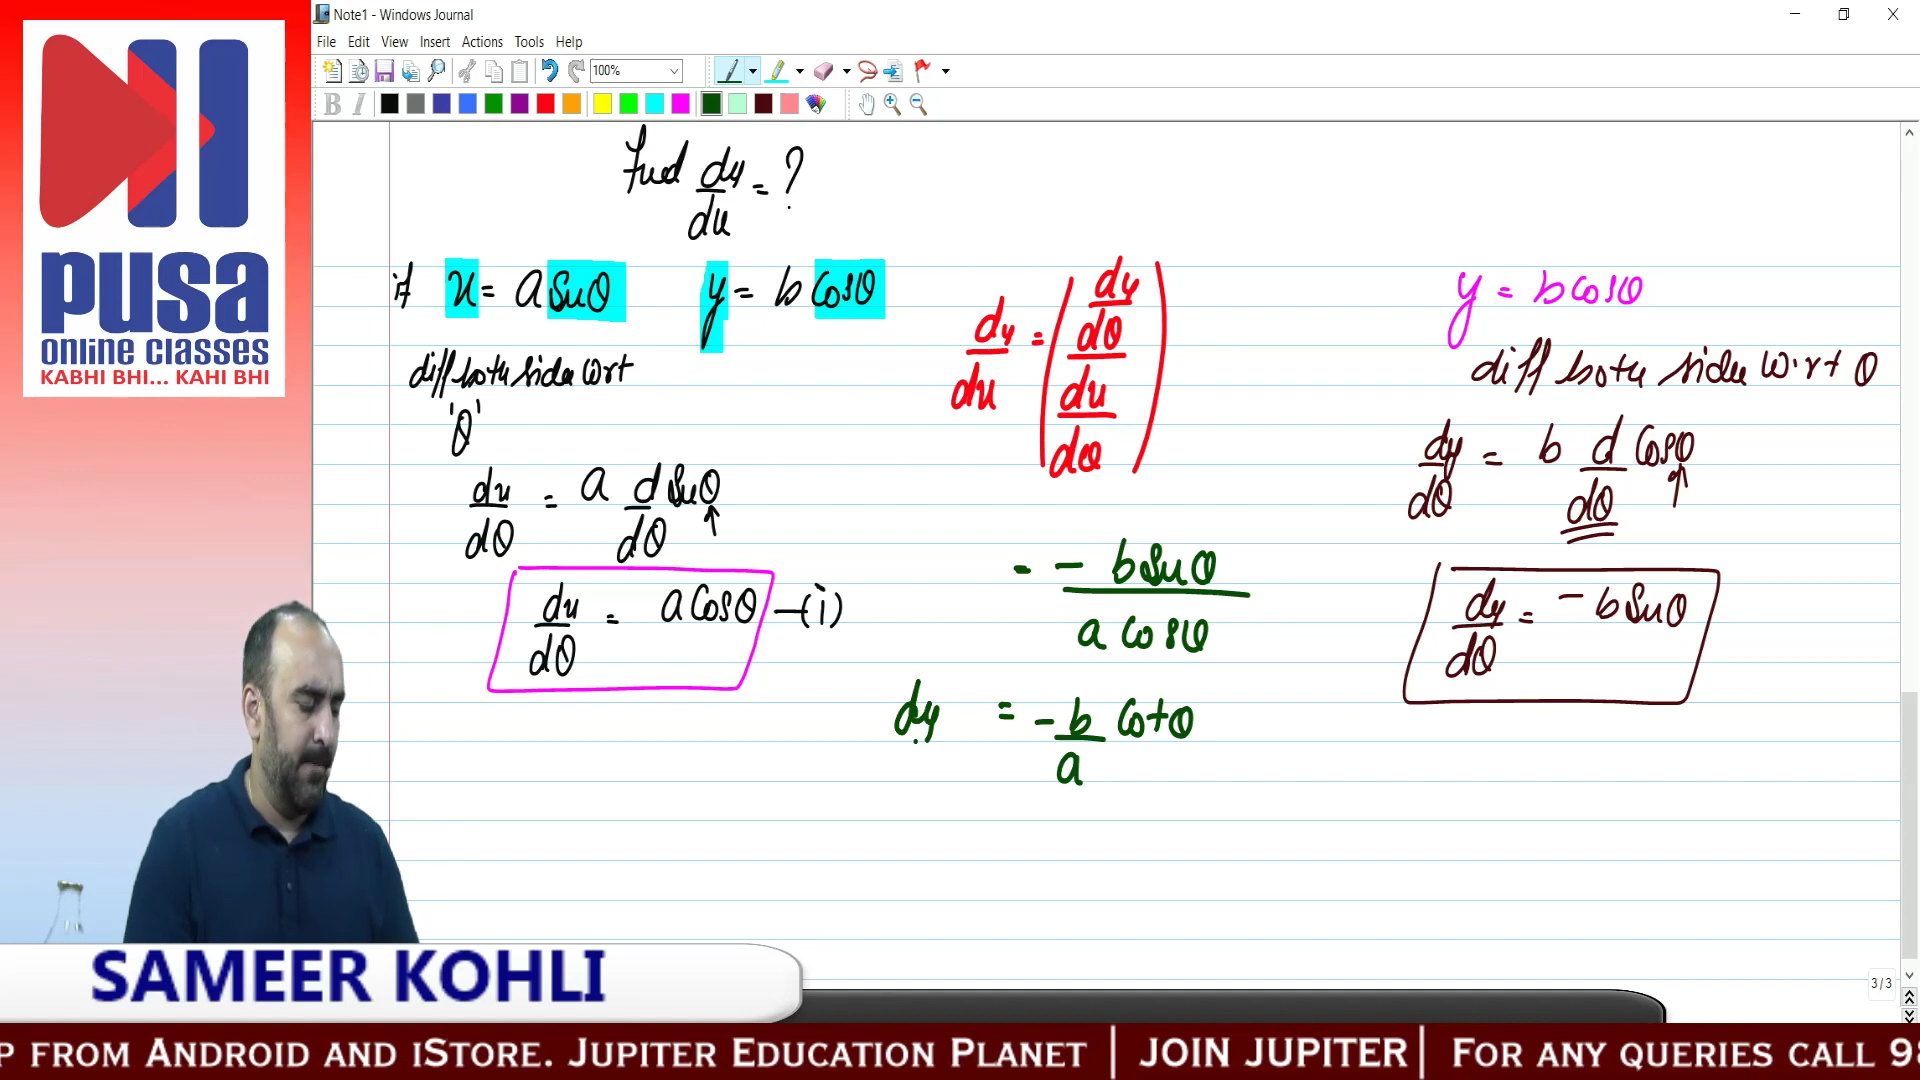 Note1 - Windows Journal
File Edit View Insert Actions Tools Help
100%
B I
PUSA
ONLINE CLASSES
KABHI BHI... KAHI BHI
Find dy/dx = ?
if x = a Sinθ y = b Cosθ
diff both side wrt
'θ'
dx/dθ = a d/dθ Sinθ
dx/dθ = a Cosθ —(i)
dy/dx = (dy/dθ / dx/dθ)
= - b Sinθ / a Cosθ
dy = - b/a Cotθ
y = b Cosθ
diff both side w.r.t θ
dy/dθ = b d/dθ Cosθ
dy/dθ = - b Sinθ
3/3
SAMEER KOHLI
P FROM ANDROID AND ISTORE. JUPITER EDUCATION PLANET | JOIN JUPITER | FOR ANY QUERIES CALL 98